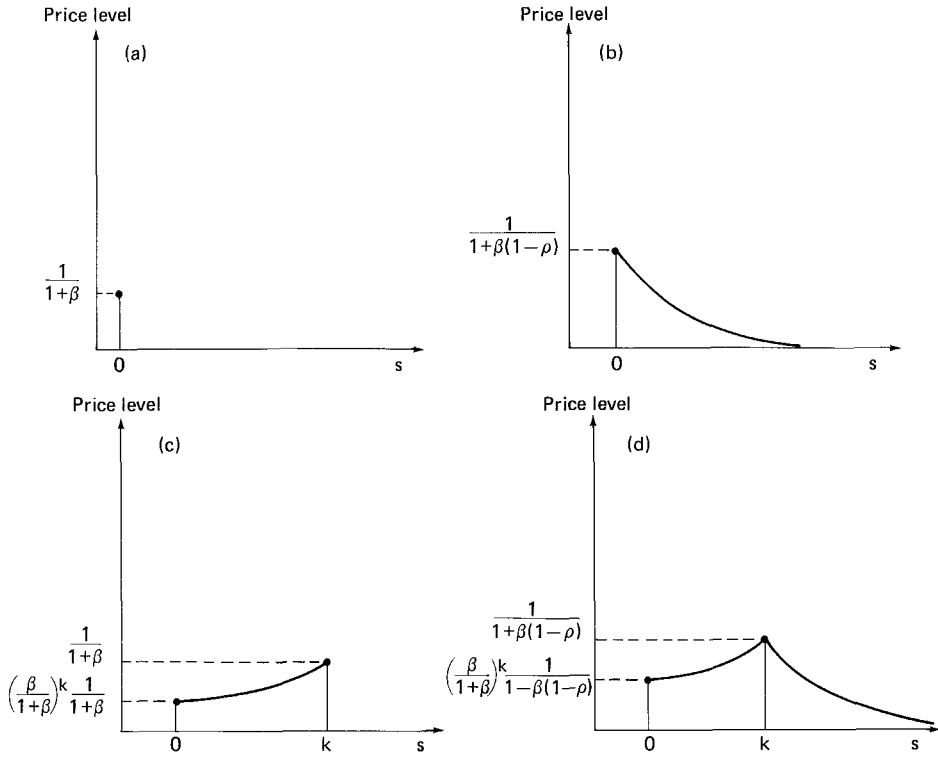 Price level
(a)
1
1+β
0
s
Price level
(b)
1
1+β(1−ρ)
0
s
Price level
(c)
1
1+β
(β/1+β)^k 1/1+β
0 k s
Price level
(d)
1
1+β(1−ρ)
(β/1+β)^k 1/1−β(1−ρ)
0 k s